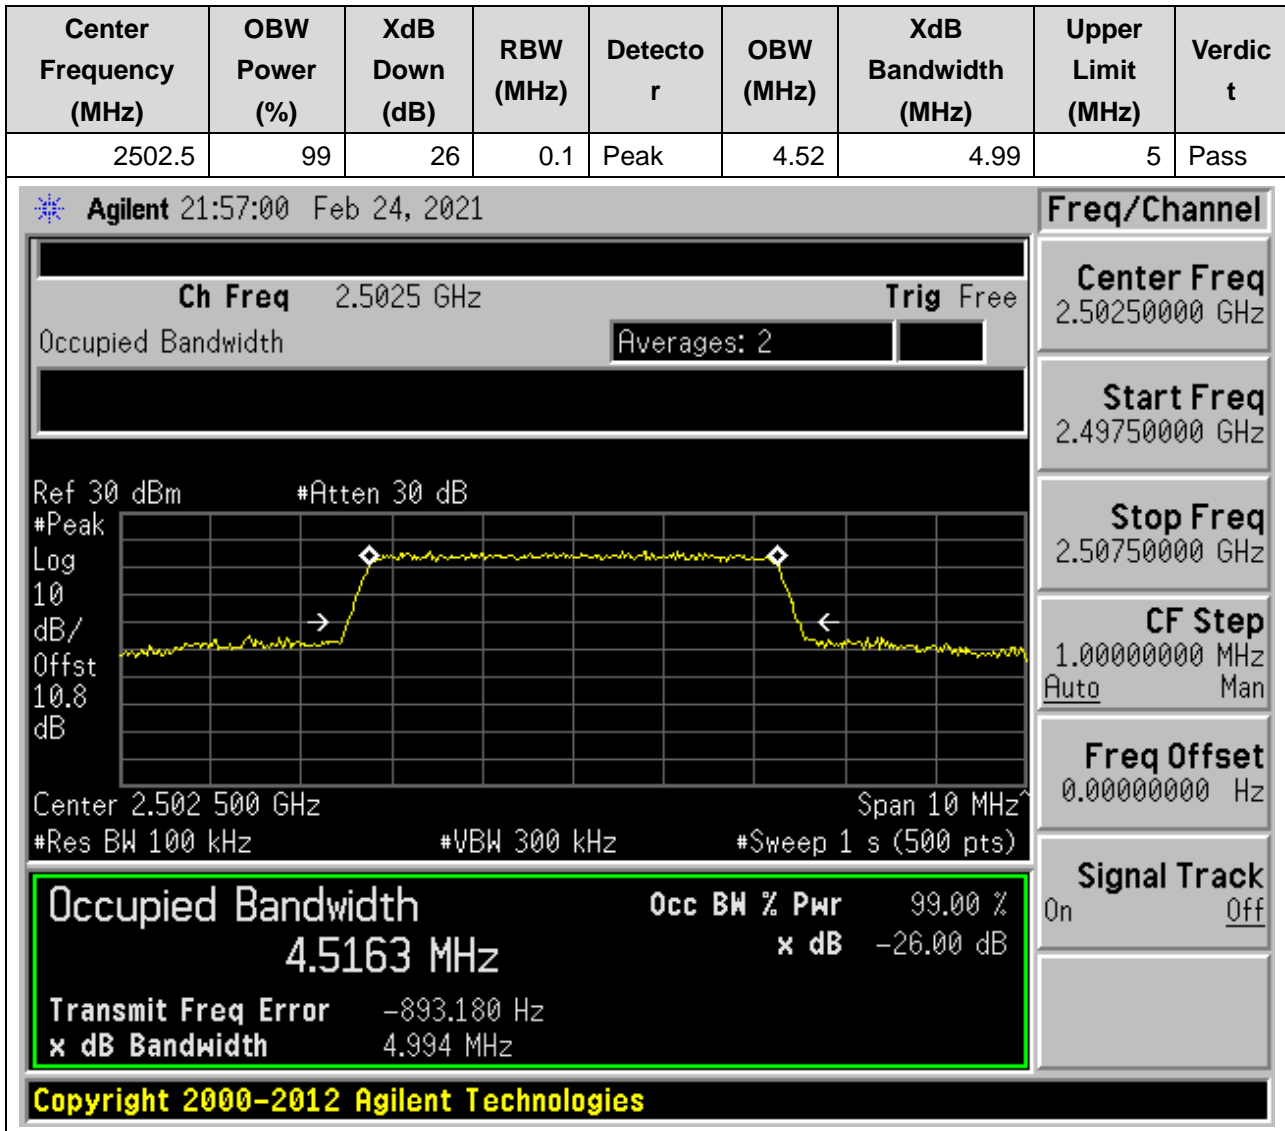 Center Frequency (MHz) OBW Power (%) XdB Down (dB) RBW (MHz) Detecto r OBW (MHz) XdB Bandwidth (MHz) Upper Limit (MHz) Verdic t
2502.5 99 26 0.1 Peak 4.52 4.99 5 Pass
Agilent 21:57:00 Feb 24, 2021
Freq/Channel
Ch Freq 2.5025 GHz Trig Free
Occupied Bandwidth Averages: 2
Center Freq
2.50250000 GHz
Start Freq
2.49750000 GHz
Stop Freq
2.50750000 GHz
CF Step
1.00000000 MHz
Auto Man
Freq Offset
0.00000000 Hz
Signal Track
On Off
Ref 30 dBm #Atten 30 dB
#Peak
Log
10
dB/
Offst
10.8
dB
Center 2.502 500 GHz Span 10 MHz^
#Res BW 100 kHz #VBW 300 kHz #Sweep 1 s (500 pts)
Occupied Bandwidth Occ BW % Pwr 99.00 %
4.5163 MHz x dB -26.00 dB
Transmit Freq Error -893.180 Hz
x dB Bandwidth 4.994 MHz
Copyright 2000-2012 Agilent Technologies